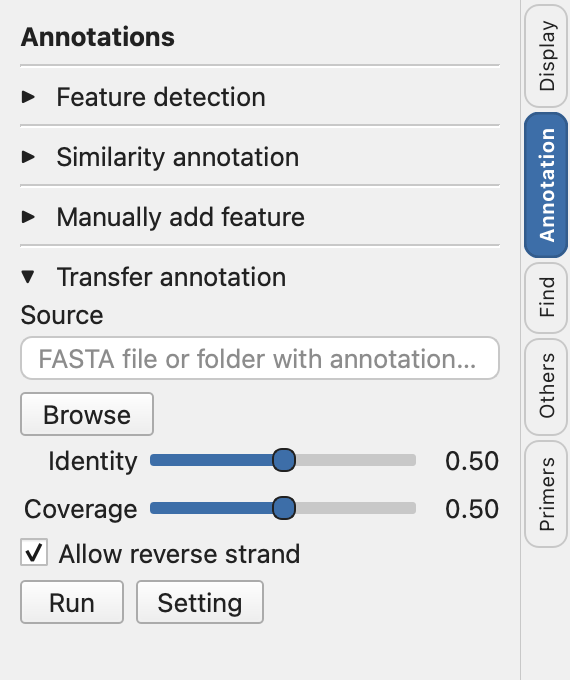 Annotations
Feature detection
Similarity annotation
Manually add feature
Transfer annotation
Source
FASTA file or folder with annotation...
Browse
Identity 0.50
Coverage 0.50
Allow reverse strand
Run Setting
Display
Annotation
Find
Others
Primers